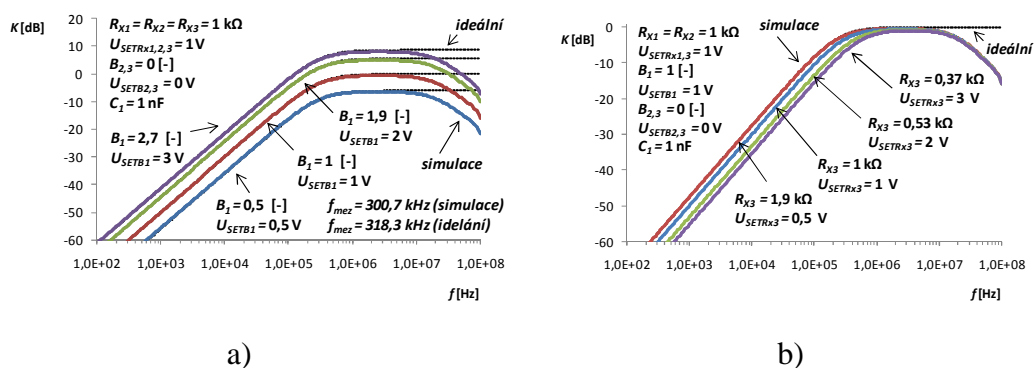 K [dB]
20
10
0
-10
-20
-30
-40
-50
-60
R_X1 = R_X2 = R_X3 = 1 kΩ
U_SETRx1,2,3 = 1V
B_2,3 = 0 [-]
U_SETB2,3 = 0V
C_1 = 1 nF
ideální
B_1 = 2,7 [-]
U_SETB1 = 3 V
B_1 = 1,9 [-]
U_SETB1 = 2 V
B_1 = 1 [-]
U_SETB1 = 1 V
simulace
B_1 = 0,5 [-]
U_SETB1 = 0,5 V
f_mez = 300,7 kHz (simulace)
f_mez = 318,3 kHz (idelání)
1,0E+02 1,0E+03 1,0E+04 1,0E+05 1,0E+06 1,0E+07 1,0E+08
f [Hz]
a)
K [dB]
0
-10
-20
-30
-40
-50
-60
R_X1 = R_X2 = 1 kΩ
U_SETRx1,3 = 1V
B_1 = 1 [-]
U_SETB1 = 1V
B_2,3 = 0 [-]
U_SETB2,3 = 0V
C_1 = 1 nF
simulace
ideální
R_X3 = 0,37 kΩ
U_SETRx3 = 3 V
R_X3 = 0,53 kΩ
U_SETRx3 = 2 V
R_X3 = 1 kΩ
U_SETRx3 = 1 V
R_X3 = 1,9 kΩ
U_SETRx3 = 0,5 V
1,0E+02 1,0E+03 1,0E+04 1,0E+05 1,0E+06 1,0E+07 1,0E+08
f [Hz]
b)